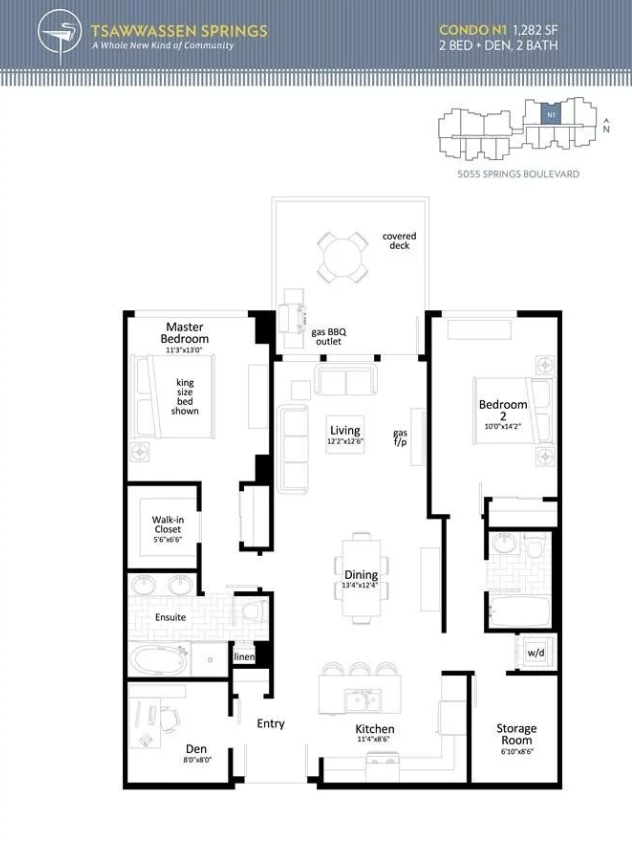 TSAWWASSEN SPRINGS
A Whole New Kind of Community
CONDO N1 1,282 SF
2 BED + DEN, 2 BATH
N1
N
5055 SPRINGS BOULEVARD
covered
deck
gas BBQ
outlet
Master
Bedroom
11'3"x13'0"
king
size
bed
shown
Living
12'2"x12'6"
gas
f/p
Bedroom
2
10'0"x14'2"
Walk-in
Closet
5'6"x6'6"
Dining
13'4"x12'4"
Ensuite
linen
w/d
Entry
Kitchen
11'4"x8'6"
Den
8'0"x8'0"
Storage
Room
6'10"x8'6"